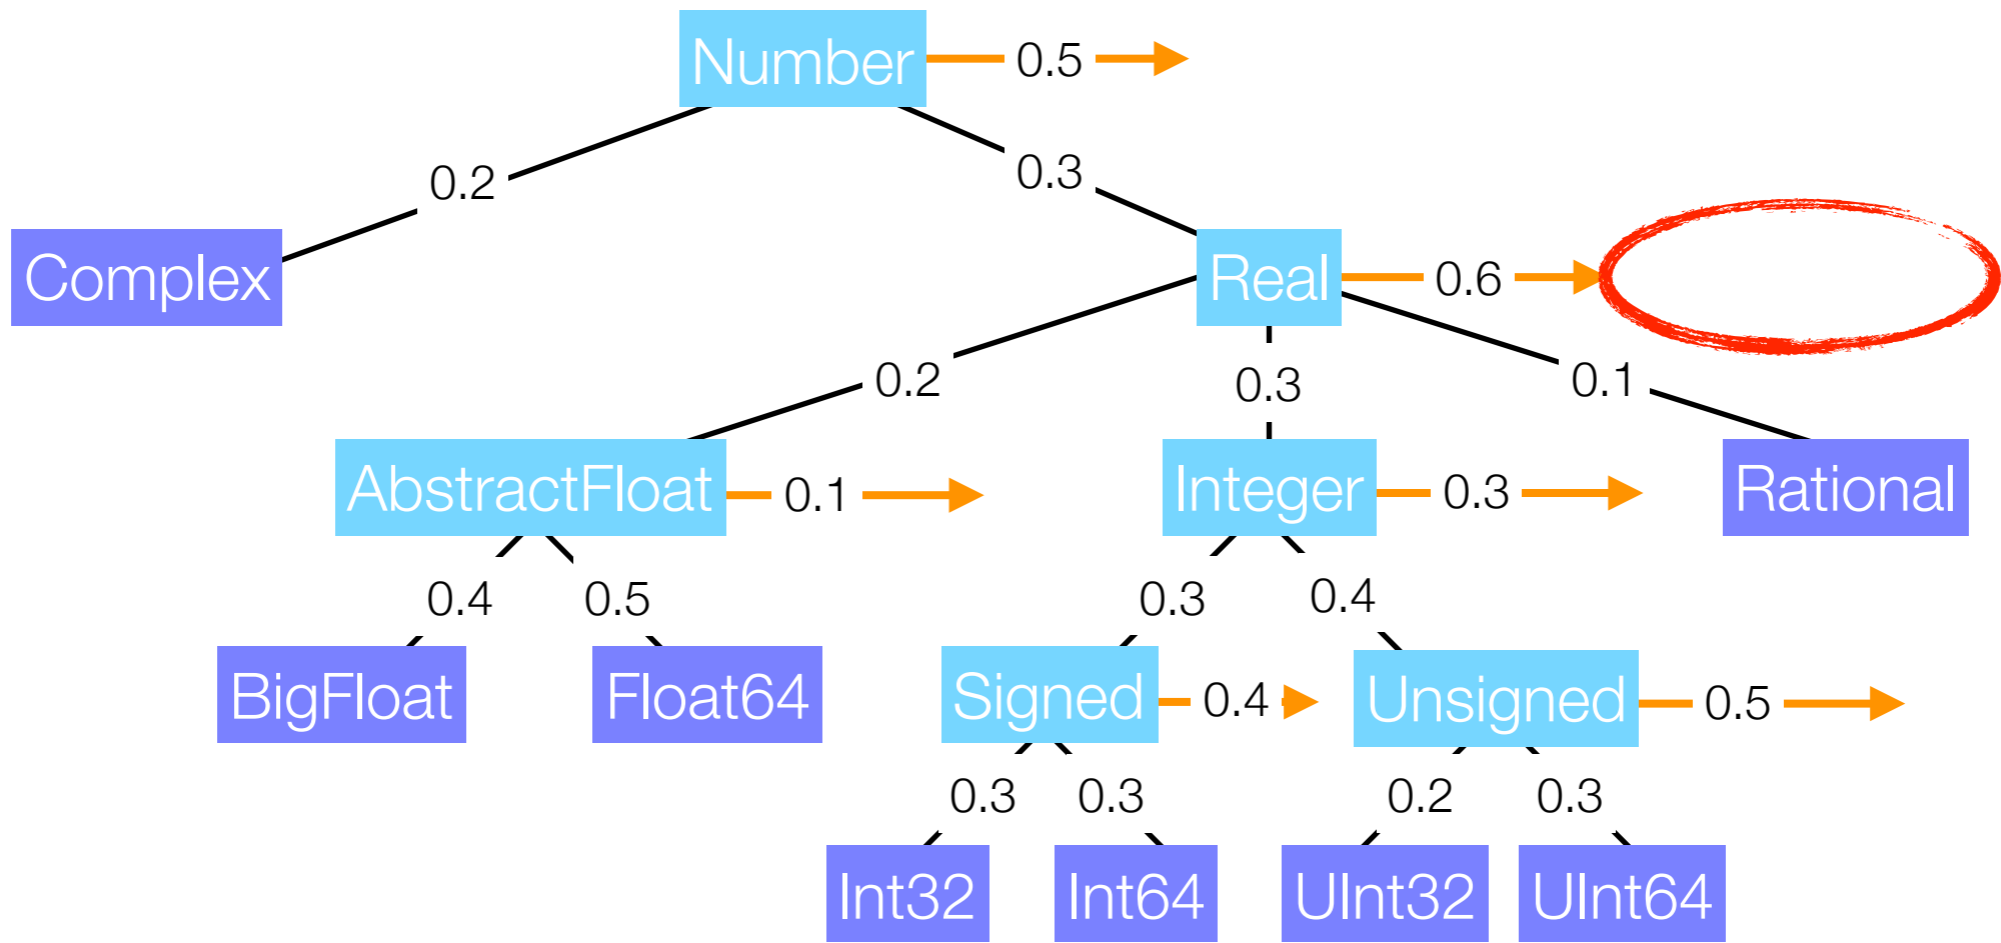 Number 0.5
0.2 0.3
Complex Real 0.6
0.2 0.3 0.1
AbstractFloat 0.1 Integer 0.3 Rational
0.4 0.5 0.3 0.4
BigFloat Float64 Signed 0.4 Unsigned 0.5
0.3 0.3 0.2 0.3
Int32 Int64 UInt32 UInt64